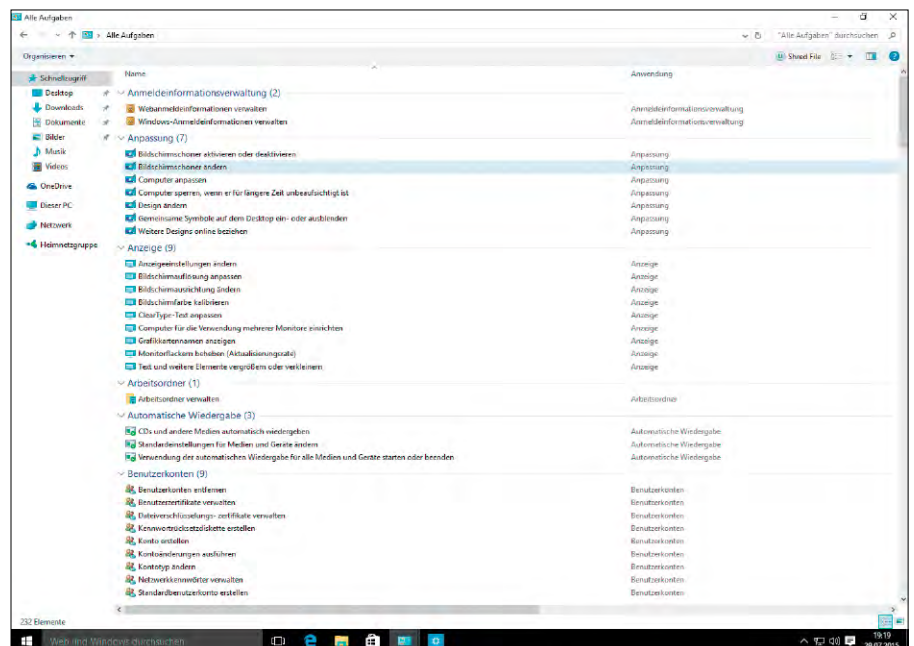 Alle Aufgaben
Alle Aufgaben
"Alle Aufgaben" durchsuchen
Organisieren
Shred File
Schnellzugriff
Desktop
Downloads
Dokumente
Bilder
Musik
Videos
OneDrive
Dieser PC
Netzwerk
Heimnetzgruppe
Name Anwendung
Anmeldeinformationsverwaltung (2)
Webanmeldeinformationen verwalten Anmeldeinformationsverwaltung
Windows-Anmeldeinformationen verwalten Anmeldeinformationsverwaltung
Anpassung (7)
Bildschirmschoner aktivieren oder deaktivieren Anpassung
Bildschirmschoner ändern Anpassung
Computer anpassen Anpassung
Computer sperren, wenn er für längere Zeit unbeaufsichtigt ist Anpassung
Design ändern Anpassung
Gemeinsame Symbole auf dem Desktop ein- oder ausblenden Anpassung
Weitere Designs online beziehen Anpassung
Anzeige (9)
Anzeigeeinstellungen ändern Anzeige
Bildschirmauflösung anpassen Anzeige
Bildschirmausrichtung ändern Anzeige
Bildschirmfarbe kalibrieren Anzeige
ClearType-Text anpassen Anzeige
Computer für die Verwendung mehrerer Monitore einrichten Anzeige
Grafikkartennamen anzeigen Anzeige
Monitorflackern beheben (Aktualisierungsrate) Anzeige
Text und weitere Elemente vergrößern oder verkleinern Anzeige
Arbeitsordner (1)
Arbeitsordner verwalten Arbeitsordner
Automatische Wiedergabe (3)
CDs und andere Medien automatisch wiedergeben Automatische Wiedergabe
Standardeinstellungen für Medien und Geräte ändern Automatische Wiedergabe
Verwendung der automatischen Wiedergabe für alle Medien und Geräte starten oder beenden Automatische Wiedergabe
Benutzerkonten (9)
Benutzerkonten entfernen Benutzerkonten
Benutzerzertifikate verwalten Benutzerkonten
Dateiverschlüsselungs- zertifikate verwalten Benutzerkonten
Kennwortrücksetzdiskette erstellen Benutzerkonten
Konto erstellen Benutzerkonten
Kontoänderungen ausführen Benutzerkonten
Kontotyp ändern Benutzerkonten
Netzwerkkennwörter verwalten Benutzerkonten
Standardbenutzerkonto erstellen Benutzerkonten
232 Elemente
Web und Windows durchsuchen
19:19
29.07.2015